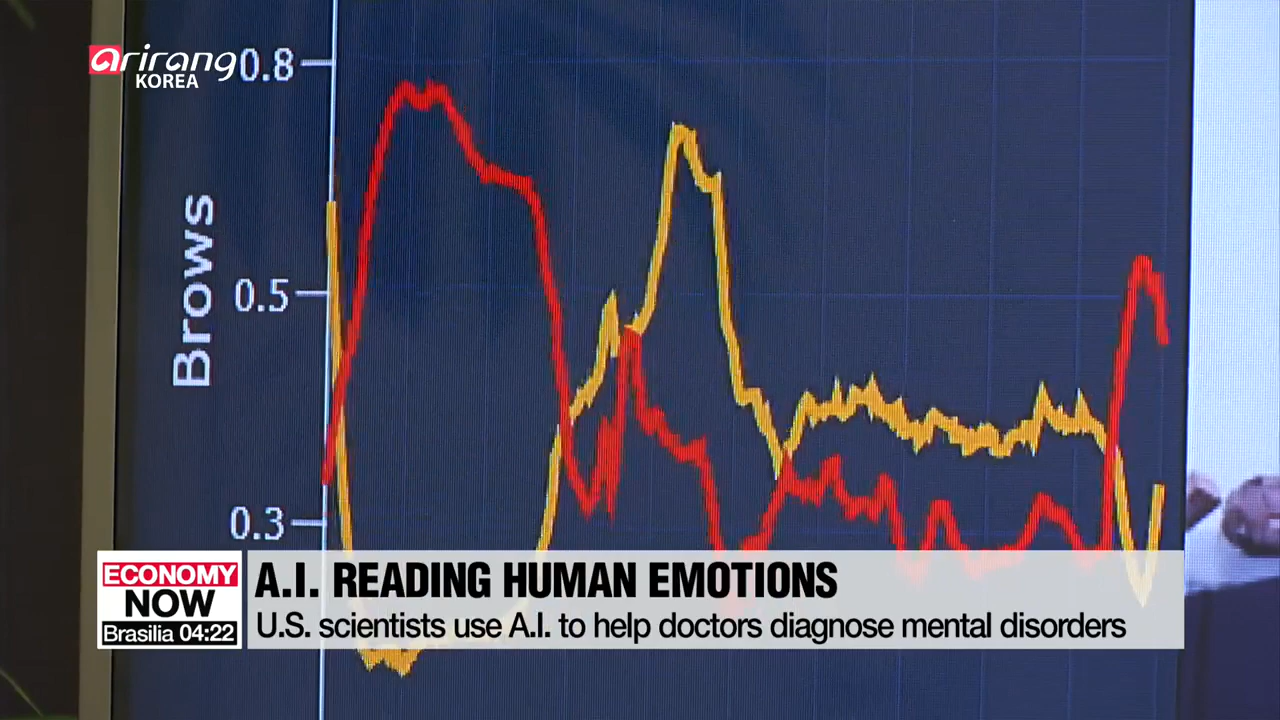 arirang
KOREA
0.8
Brows
0.5
0.3
ECONOMY
NOW
Brasilia 04:22
A.I. READING HUMAN EMOTIONS
U.S. scientists use A.I. to help doctors diagnose mental disorders